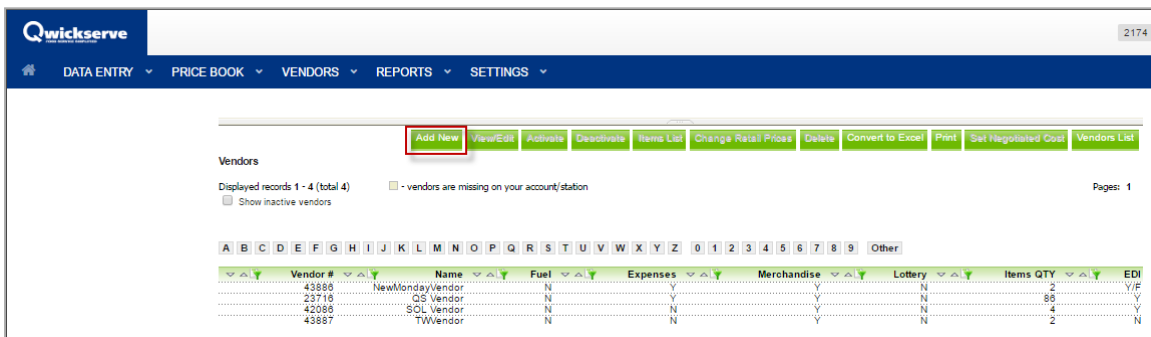 Qwickserve
2174
DATA ENTRY PRICE BOOK VENDORS REPORTS SETTINGS
Add New View/Edit Activate Deactivate Items List Change Retail Prices Delete Convert to Excel Print Set Negotiated Cost Vendors List
Vendors
Displayed records 1 - 4 (total 4) - vendors are missing on your account/station Pages: 1
Show inactive vendors
A B C D E F G H I J K L M N O P Q R S T U V W X Y Z 0 1 2 3 4 5 6 7 8 9 Other
Vendor # Name Fuel Expenses Merchandise Lottery Items QTY EDI
43886 NewMondayVendor N Y Y N 2 Y/F
23716 QS Vendor N Y Y N 86 Y
42086 SOL Vendor N N Y N 4 Y
43887 TWVendor N N Y N 2 N